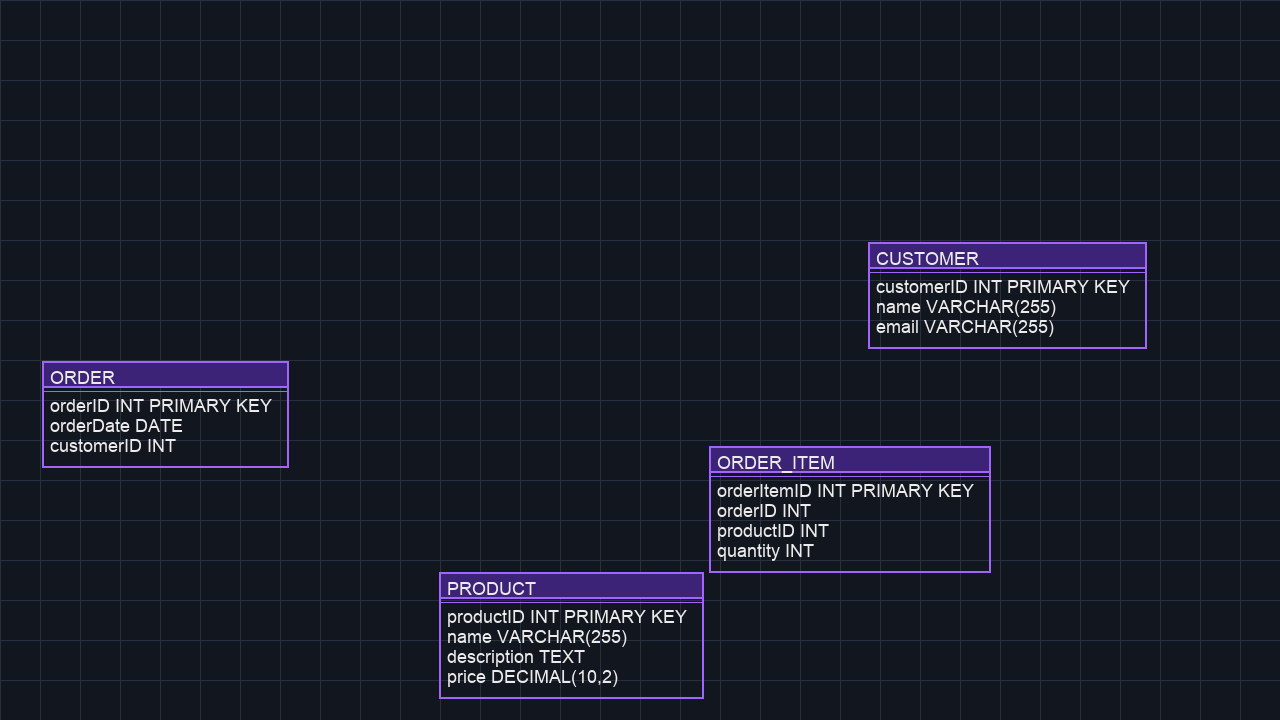 CUSTOMER
customerID INT PRIMARY KEY
name VARCHAR(255)
email VARCHAR(255)
ORDER
orderID INT PRIMARY KEY
orderDate DATE
customerID INT
ORDER_ITEM
orderItemID INT PRIMARY KEY
orderID INT
productID INT
quantity INT
PRODUCT
productID INT PRIMARY KEY
name VARCHAR(255)
description TEXT
price DECIMAL(10,2)